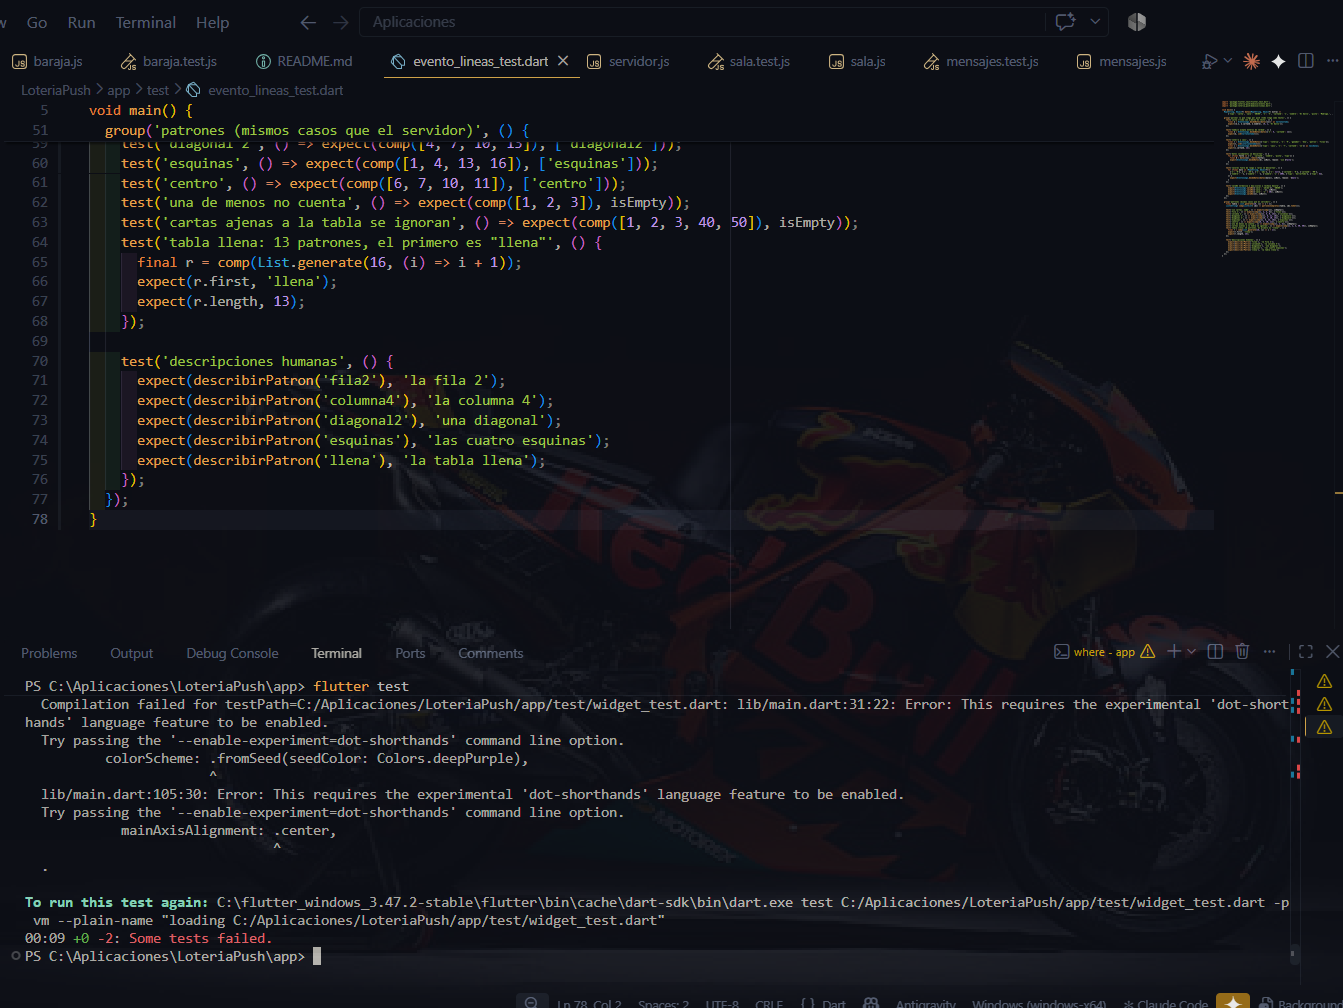 Go Run Terminal Help
Aplicaciones
baraja.js baraja.test.js README.md evento_lineas_test.dart servidor.js sala.test.js sala.js mensajes.test.js mensajes.js
LoteriaPush > app > test > evento_lineas_test.dart
5 void main() {
51 group('patrones (mismos casos que el servidor)', () {
59 test('diagonal 2', () => expect(comp([4, 7, 10, 13]), ['diagonal2']));
60 test('esquinas', () => expect(comp([1, 4, 13, 16]), ['esquinas']));
61 test('centro', () => expect(comp([6, 7, 10, 11]), ['centro']));
62 test('una de menos no cuenta', () => expect(comp([1, 2, 3]), isEmpty));
63 test('cartas ajenas a la tabla se ignoran', () => expect(comp([1, 2, 3, 40, 50]), isEmpty));
64 test('tabla llena: 13 patrones, el primero es "llena"', () {
65 final r = comp(List.generate(16, (i) => i + 1));
66 expect(r.first, 'llena');
67 expect(r.length, 13);
68 });
69
70 test('descripciones humanas', () {
71 expect(describirPatron('fila2'), 'la fila 2');
72 expect(describirPatron('columna4'), 'la columna 4');
73 expect(describirPatron('diagonal2'), 'una diagonal');
74 expect(describirPatron('esquinas'), 'las cuatro esquinas');
75 expect(describirPatron('llena'), 'la tabla llena');
76 });
77 });
78 }
Red Bull
KTM
MOTOREX
Problems Output Debug Console Terminal Ports Comments
where - app
PS C:\Aplicaciones\LoteriaPush\app> flutter test
Compilation failed for testPath=C:/Aplicaciones/LoteriaPush/app/test/widget_test.dart: lib/main.dart:31:22: Error: This requires the experimental 'dot-short
hands' language feature to be enabled.
Try passing the '--enable-experiment=dot-shorthands' command line option.
colorScheme: .fromSeed(seedColor: Colors.deepPurple),
^
lib/main.dart:105:30: Error: This requires the experimental 'dot-shorthands' language feature to be enabled.
Try passing the '--enable-experiment=dot-shorthands' command line option.
mainAxisAlignment: .center,
^
.
To run this test again: C:\flutter_windows_3.47.2-stable\flutter\bin\cache\dart-sdk\bin\dart.exe test C:/Aplicaciones/LoteriaPush/app/test/widget_test.dart -p
vm --plain-name "loading C:/Aplicaciones/LoteriaPush/app/test/widget_test.dart"
00:09 +0 -2: Some tests failed.
PS C:\Aplicaciones\LoteriaPush\app>
Ln 78, Col 2 Spaces: 2 UTF-8 CRLF {} Dart Antigravity Windows (windows-x64) Claude Code Background